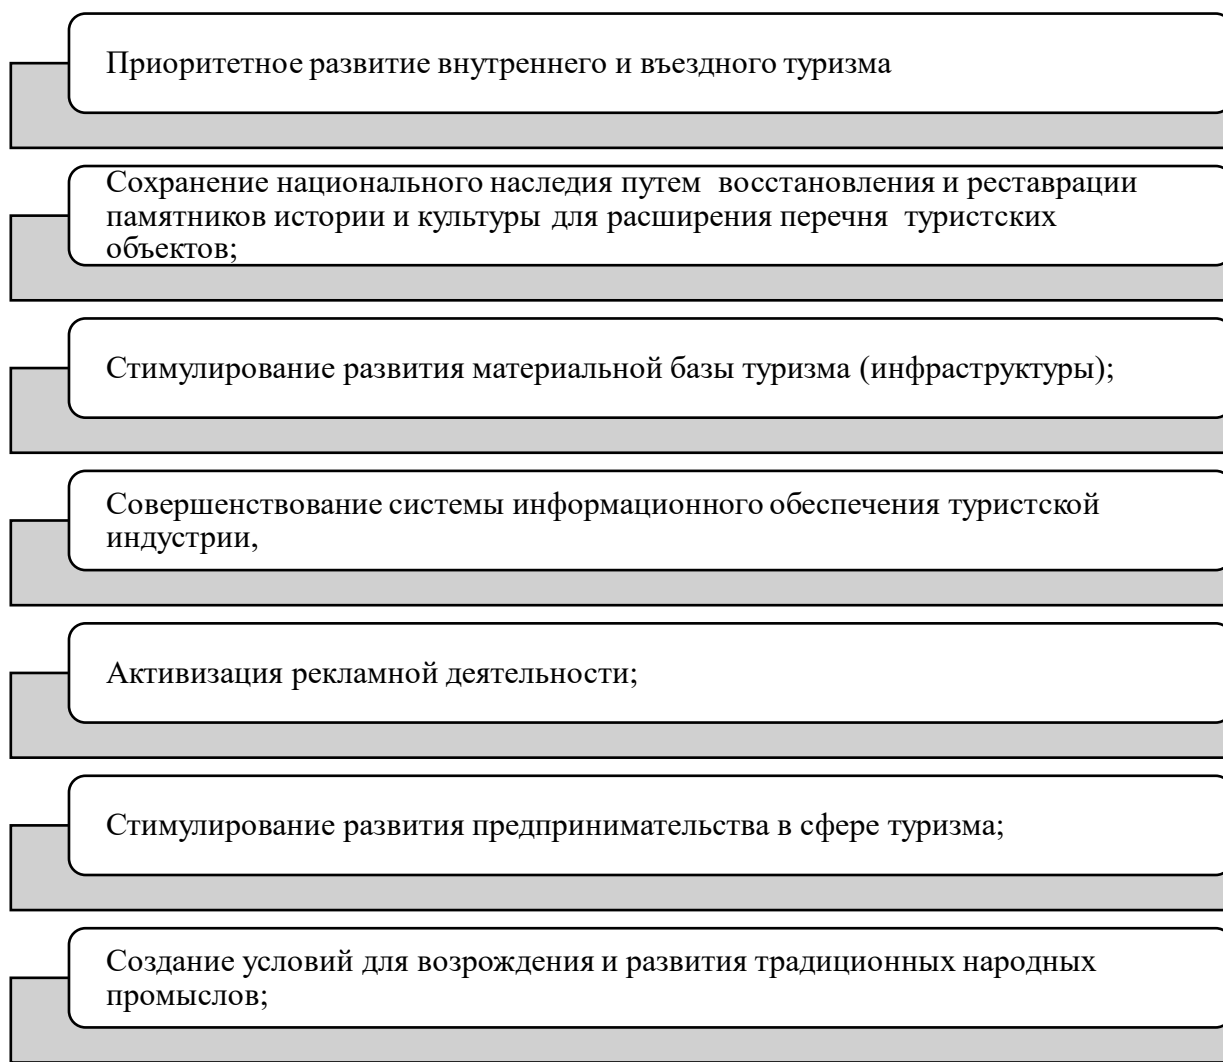 Приоритетное развитие внутреннего и въездного туризма
Сохранение национального наследия путем восстановления и реставрации
памятников истории и культуры для расширения перечня туристских
объектов;
Стимулирование развития материальной базы туризма (инфраструктуры);
Совершенствование системы информационного обеспечения туристской
индустрии,
Активизация рекламной деятельности;
Стимулирование развития предпринимательства в сфере туризма;
Создание условий для возрождения и развития традиционных народных
промыслов;